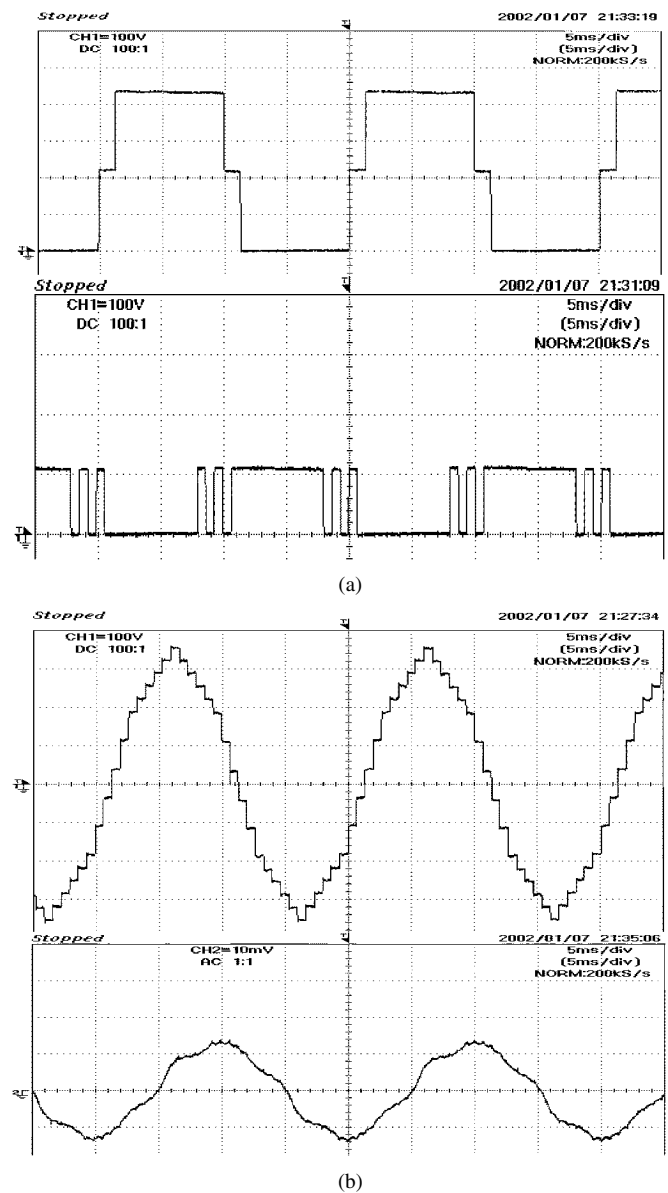 Stopped 2002/01/07 21:33:19
CH1=100V 5ms/div
DC 100:1 (5ms/div)
NORM:200kS/s
Stopped 2002/01/07 21:31:09
CH1=100V 5ms/div
DC 100:1 (5ms/div)
NORM:200kS/s
(a)
Stopped 2002/01/07 21:27:34
CH1=100V 5ms/div
DC 100:1 (5ms/div)
NORM:200kS/s
Stopped 2002/01/07 21:35:06
CH2=10mV 5ms/div
AC 1:1 (5ms/div)
NORM:200kS/s
(b)